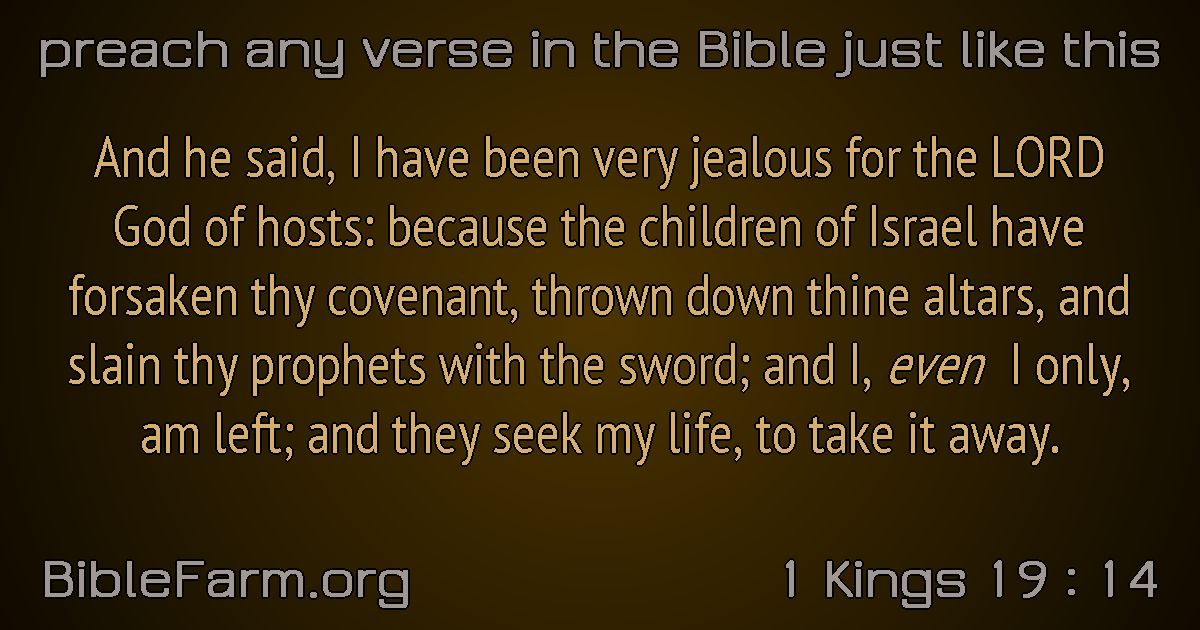 preach any verse in the Bible just like this
And he said, I have been very jealous for the LORD
God of hosts: because the children of Israel have
forsaken thy covenant, thrown down thine altars, and
slain thy prophets with the sword; and I, even I only,
am left; and they seek my life, to take it away.
BibleFarm.org
1 Kings 19 : 14